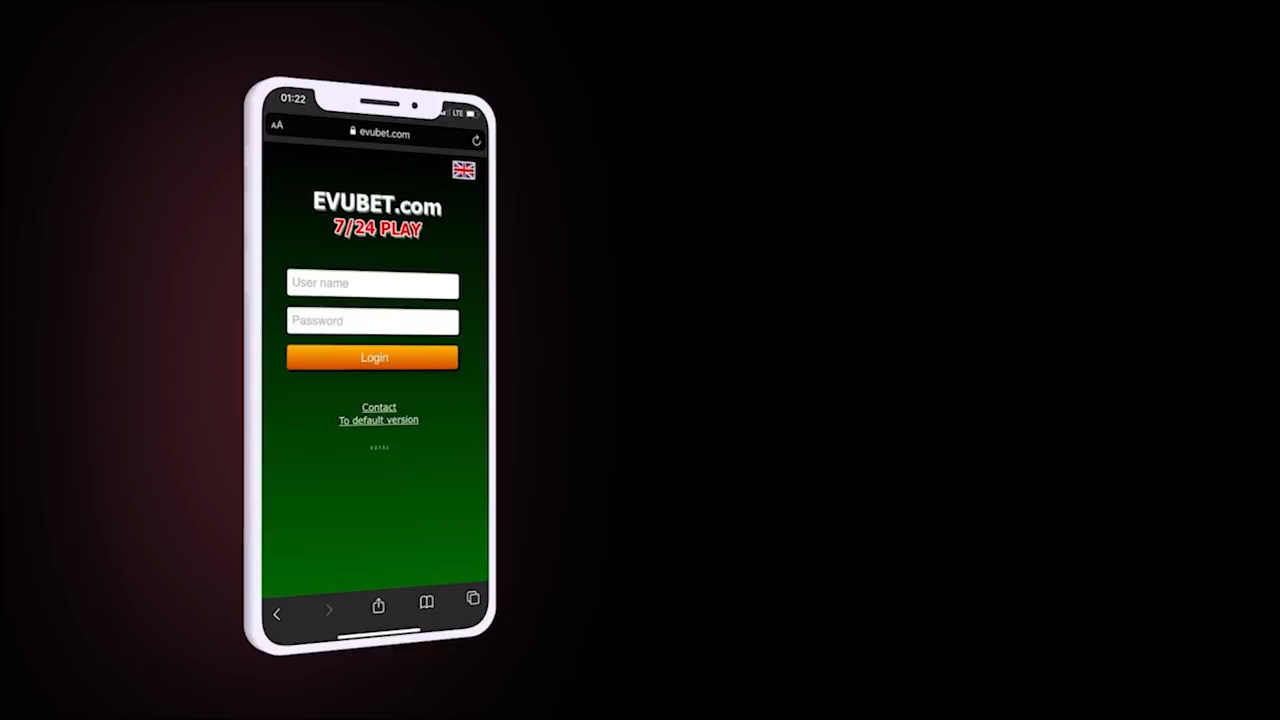 01:22
LTE
AA
evubet.com
EVUBET.com
7/24 PLAY
User name
Password
Login
Contact
To default version